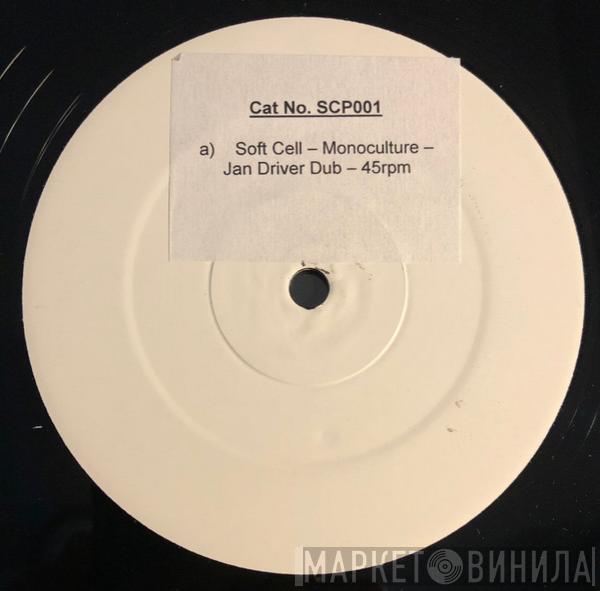 Cat No. SCP001
a) Soft Cell – Monoculture –
Jan Driver Dub – 45rpm
МАРКЕТ ВИНИЛА